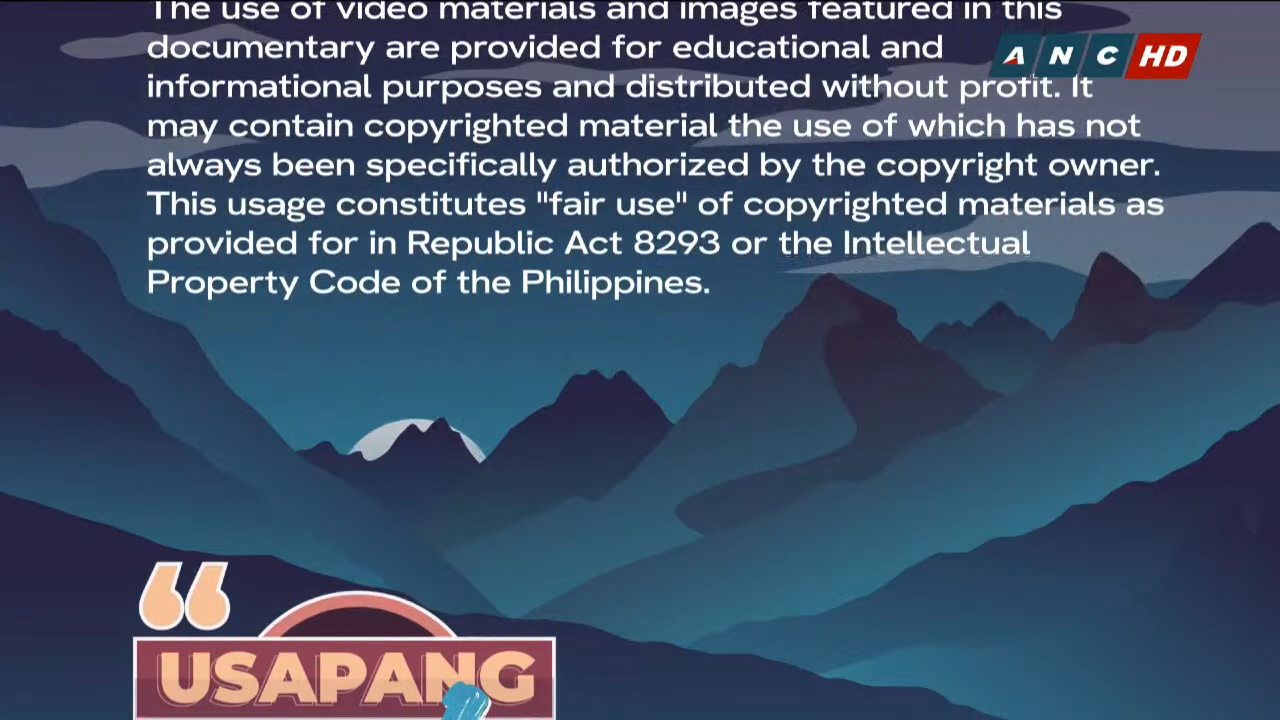 The use of video materials and images featured in this
documentary are provided for educational and
ANC HD
informational purposes and distributed without profit. It
may contain copyrighted material the use of which has not
always been specifically authorized by the copyright owner.
This usage constitutes "fair use" of copyrighted materials as
provided for in Republic Act 8293 or the Intellectual
Property Code of the Philippines.
“
USAPANG